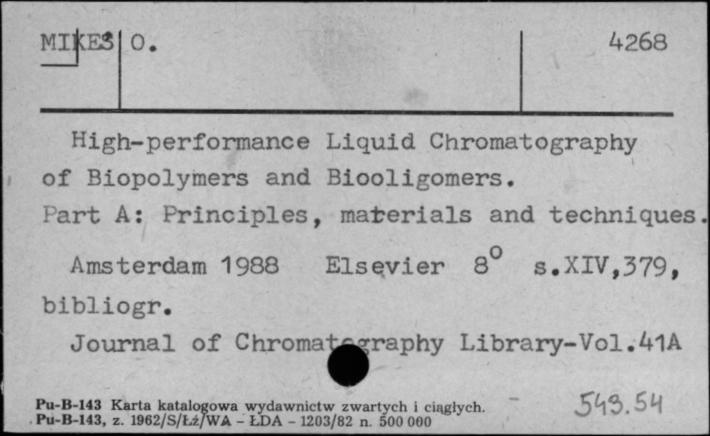 MIKES O. 4268
High-performance Liquid Chromatography
of Biopolymers and Biooligomers.
Part A: Principles, materials and techniques.
Amsterdam 1988 Elsevier 8° s.XIV,379,
bibliogr.
Journal of Chromatography Library-Vol.41A
Pu-B-143 Karta katalogowa wydawnictw zwartych i ciągłych.
Pu-B-143, z. 1962/S/Łż/WA - ŁDA - 1203/82 n. 500 000
543.54